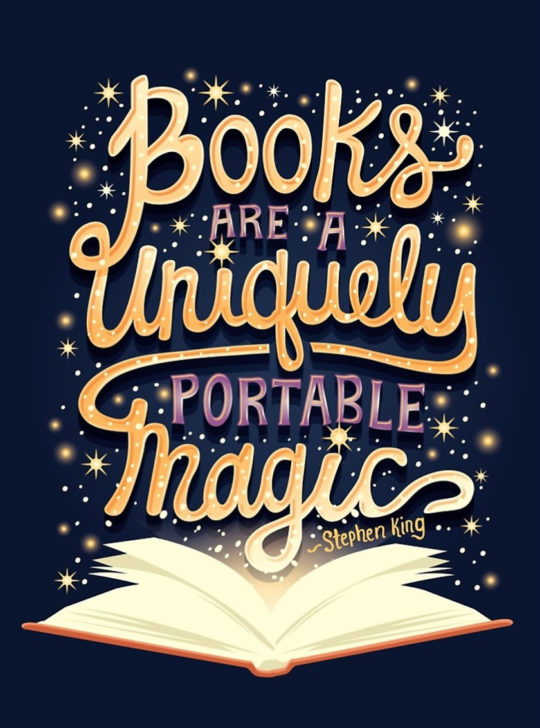 Books
ARE A
Uniquely
PORTABLE
magic
~Stephen King